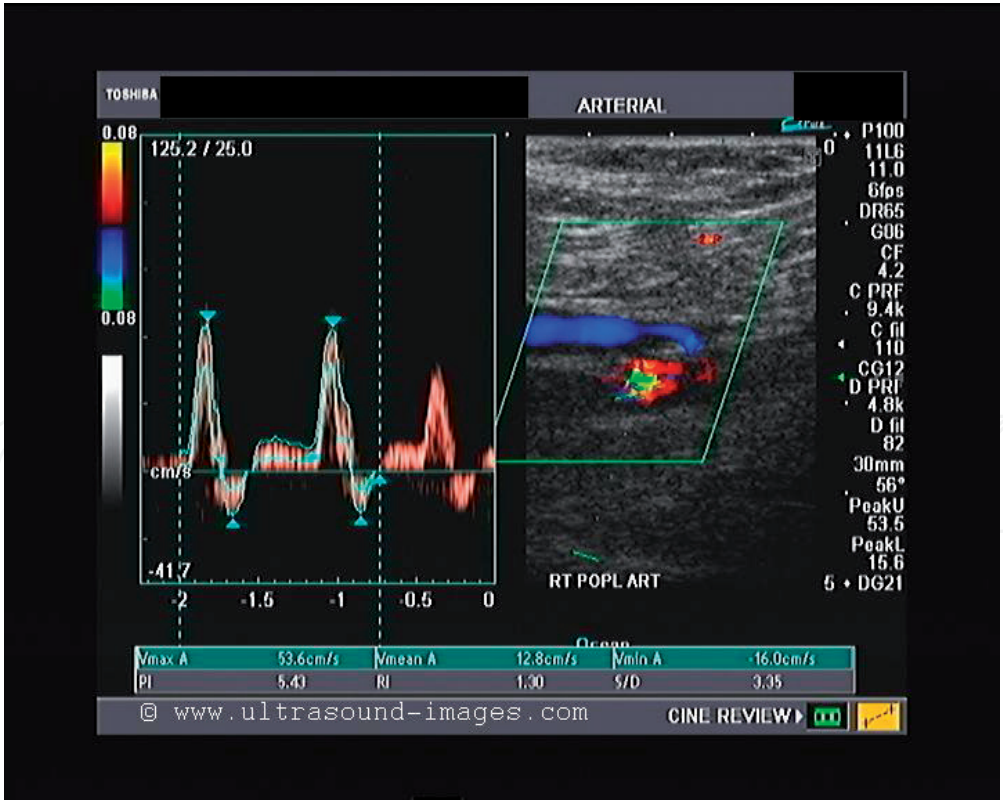 TOSHIBA
ARTERIAL
0.08
125.2 / 25.0
0.08
cm/s
-41.7
-2 -1.5 -1 -0.5 0
0
P100
11L6
11.0
6fps
DR65
G06
CF
4.2
C PRF
9.4k
C fil
110
CG12
D PRF
4.8k
D fil
82
30mm
56°
PeakU
53.5
PeakL
15.6
5 DG21
RT POPL ART
Vmax A 53.6cm/s Vmean A 12.8cm/s Vmin A -16.0cm/s
PI 5.43 RI 1.30 S/D 3.35
© www.ultrasound-images.com
CINE REVIEW